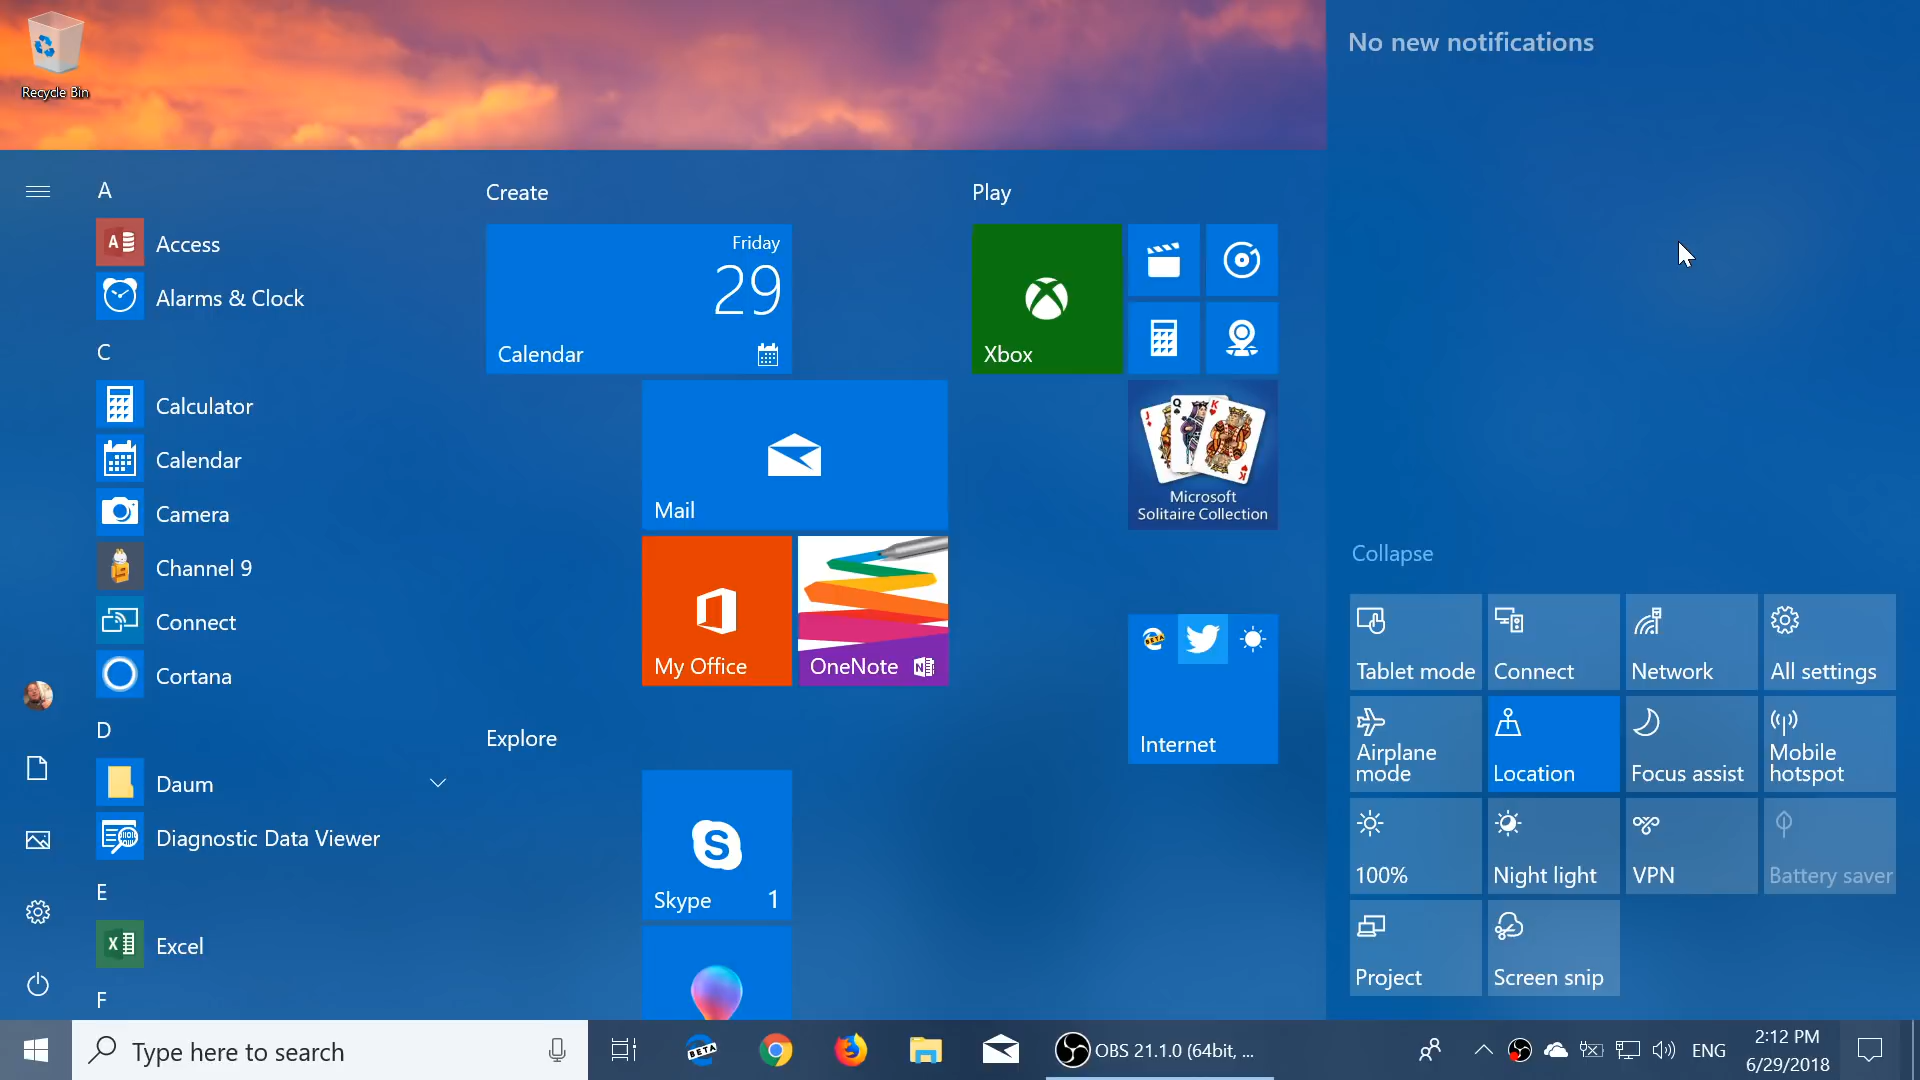 Recycle Bin
A
Access
Alarms & Clock
C
Calculator
Calendar
Camera
Channel 9
Connect
Cortana
D
Daum
Diagnostic Data Viewer
E
Excel
F
Create
Friday
29
Calendar
Mail
My Office
OneNote
Explore
Skype 1
Play
Xbox
Microsoft
Solitaire Collection
BETA
Internet
No new notifications
Collapse
Tablet mode
Connect
Network
All settings
Airplane
mode
Location
Focus assist
Mobile
hotspot
100%
Night light
VPN
Battery saver
Project
Screen snip
Type here to search
BETA
OBS 21.1.0 (64bit, ...
ENG
2:12 PM
6/29/2018